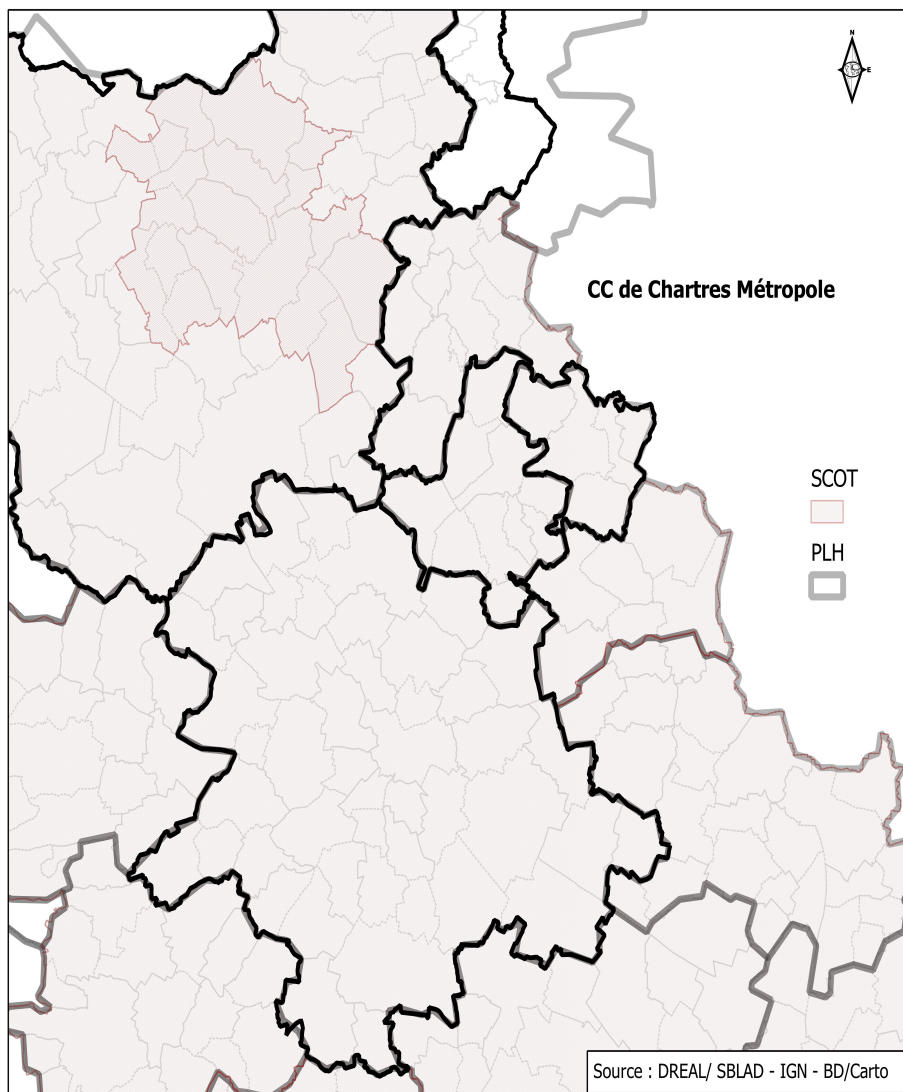 N
E
CC de Chartres Métropole
SCOT
PLH
Source : DREAL/ SBLAD - IGN - BD/Carto